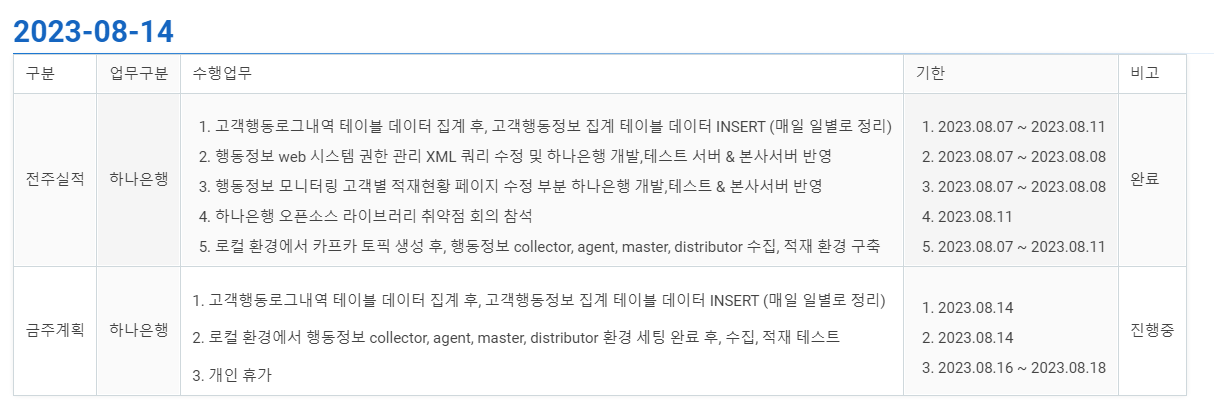 2023-08-14
구분 업무구분 수행업무 기한 비고
전주실적 하나은행 완료
1. 고객행동로그내역 테이블 데이터 집계 후, 고객행동정보 집계 테이블 데이터 INSERT (매일 일별로 정리) 1. 2023.08.07 ~ 2023.08.11
2. 행동정보 web 시스템 권한 관리 XML 쿼리 수정 및 하나은행 개발,테스트 서버 & 본사서버 반영 2. 2023.08.07 ~ 2023.08.08
3. 행동정보 모니터링 고객별 적재현황 페이지 수정 부분 하나은행 개발,테스트 & 본사서버 반영 3. 2023.08.07 ~ 2023.08.08
4. 하나은행 오픈소스 라이브러리 취약점 회의 참석 4. 2023.08.11
5. 로컬 환경에서 카프카 토픽 생성 후, 행동정보 collector, agent, master, distributor 수집, 적재 환경 구축 5. 2023.08.07 ~ 2023.08.11
금주계획 하나은행 진행중
1. 고객행동로그내역 테이블 데이터 집계 후, 고객행동정보 집계 테이블 데이터 INSERT (매일 일별로 정리) 1. 2023.08.14
2. 로컬 환경에서 행동정보 collector, agent, master, distributor 환경 세팅 완료 후, 수집, 적재 테스트 2. 2023.08.14
3. 개인 휴가 3. 2023.08.16 ~ 2023.08.18